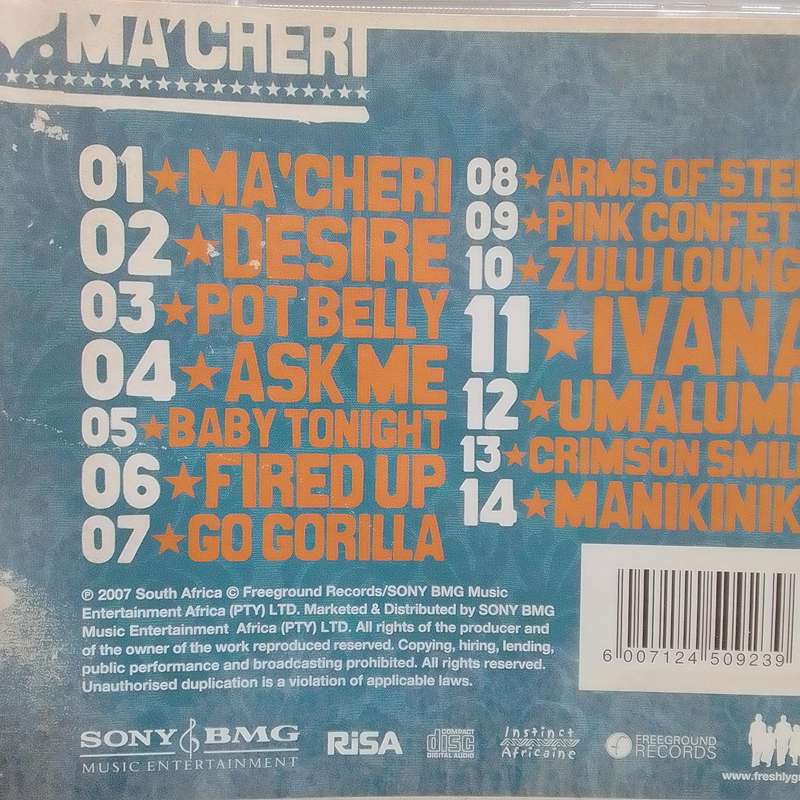 MA'CHERI
01★MA'CHERI
02★DESIRE
03★POT BELLY
04★ASK ME
05★BABY TONIGHT
06★FIRED UP
07★GO GORILLA
08★ARMS OF STE
09★PINK CONFET
10★ZULU LOUNG
11★IVANA
12★UMALUM
13★CRIMSON SMIL
14★MANIKINIK
℗ 2007 South Africa © Freeground Records/SONY BMG Music
Entertainment Africa (PTY) LTD. Marketed & Distributed by SONY BMG
Music Entertainment Africa (PTY) LTD. All rights of the producer and
of the owner of the work reproduced reserved. Copying, hiring, lending,
public performance and broadcasting prohibited. All rights reserved.
Unauthorised duplication is a violation of applicable laws.
6 007124 509239
SONY BMG
MUSIC ENTERTAINMENT
RiSA
COMPACT
disc
DIGITAL AUDIO
Instinct
Africaine
FREEGROUND
RECORDS
www.freshlygr